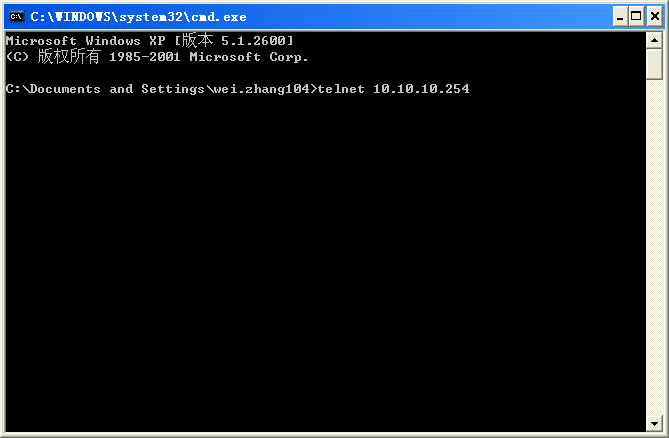 C:\WINDOWS\system32\cmd.exe
Microsoft Windows XP [版本 5.1.2600]
(C) 版权所有 1985-2001 Microsoft Corp.
C:\Documents and Settings\wei.zhang104>telnet 10.10.10.254